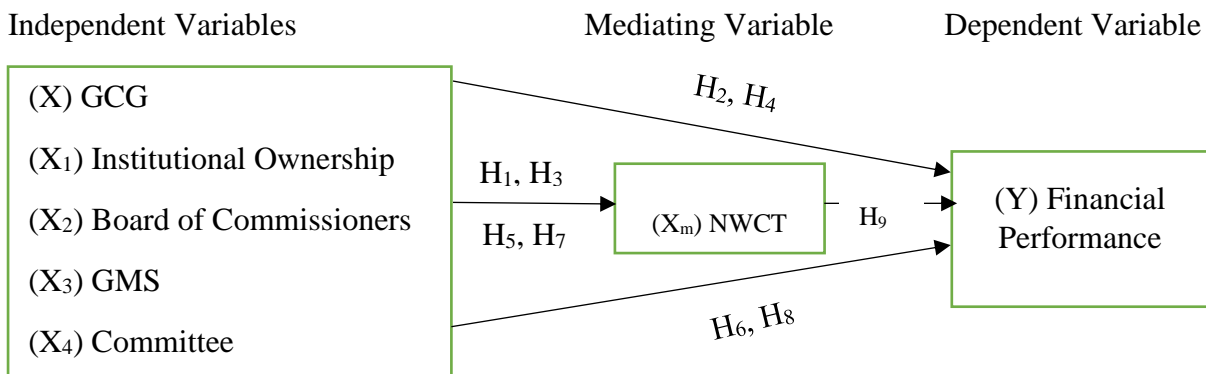 Independent Variables
Mediating Variable
Dependent Variable
(X) GCG
(X₁) Institutional Ownership
(X₂) Board of Commissioners
(X₃) GMS
(X₄) Committee
H₂, H₄
H₁, H₃
H₅, H₇
(Xₘ) NWCT
H₉
H₆, H₈
(Y) Financial
Performance